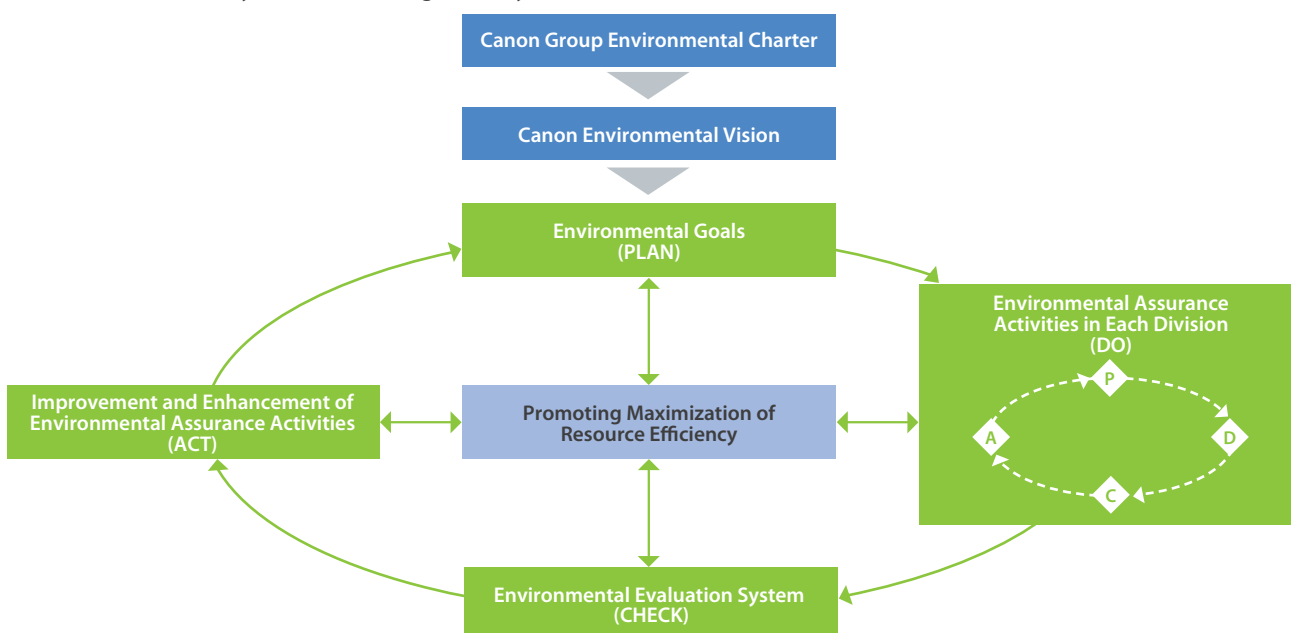 Canon Group Environmental Charter
Canon Environmental Vision
Environmental Goals
(PLAN)
Environmental Assurance
Activities in Each Division
(DO)
P
A
D
C
Improvement and Enhancement of
Environmental Assurance Activities
(ACT)
Promoting Maximization of
Resource Efficiency
Environmental Evaluation System
(CHECK)